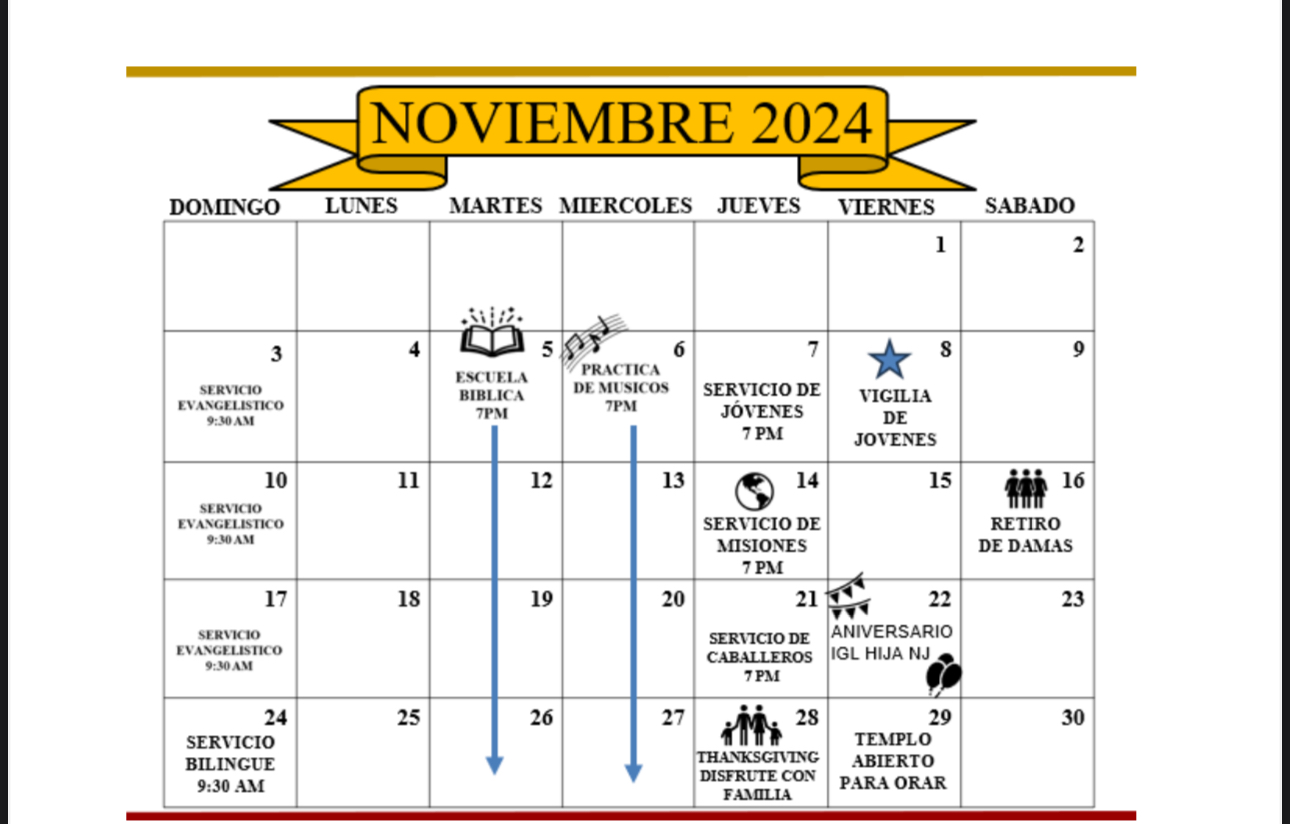 NOVIEMBRE 2024
DOMINGO LUNES MARTES MIERCOLES JUEVES VIERNES SABADO
1
2
3
SERVICIO
EVANGELISTICO
9:30 AM
4
5
ESCUELA
BIBLICA
7PM
6
PRACTICA
DE MUSICOS
7PM
7
SERVICIO DE
JÓVENES
7 PM
8
VIGILIA
DE
JOVENES
9
10
SERVICIO
EVANGELISTICO
9:30 AM
11
12
13
14
SERVICIO DE
MISIONES
7 PM
15
16
RETIRO
DE DAMAS
17
SERVICIO
EVANGELISTICO
9:30 AM
18
19
20
21
SERVICIO DE
CABALLEROS
7 PM
22
ANIVERSARIO
IGL HIJA NJ
23
24
SERVICIO
BILINGUE
9:30 AM
25
26
27
28
THANKSGIVING
DISFRUTE CON
FAMILIA
29
TEMPLO
ABIERTO
PARA ORAR
30